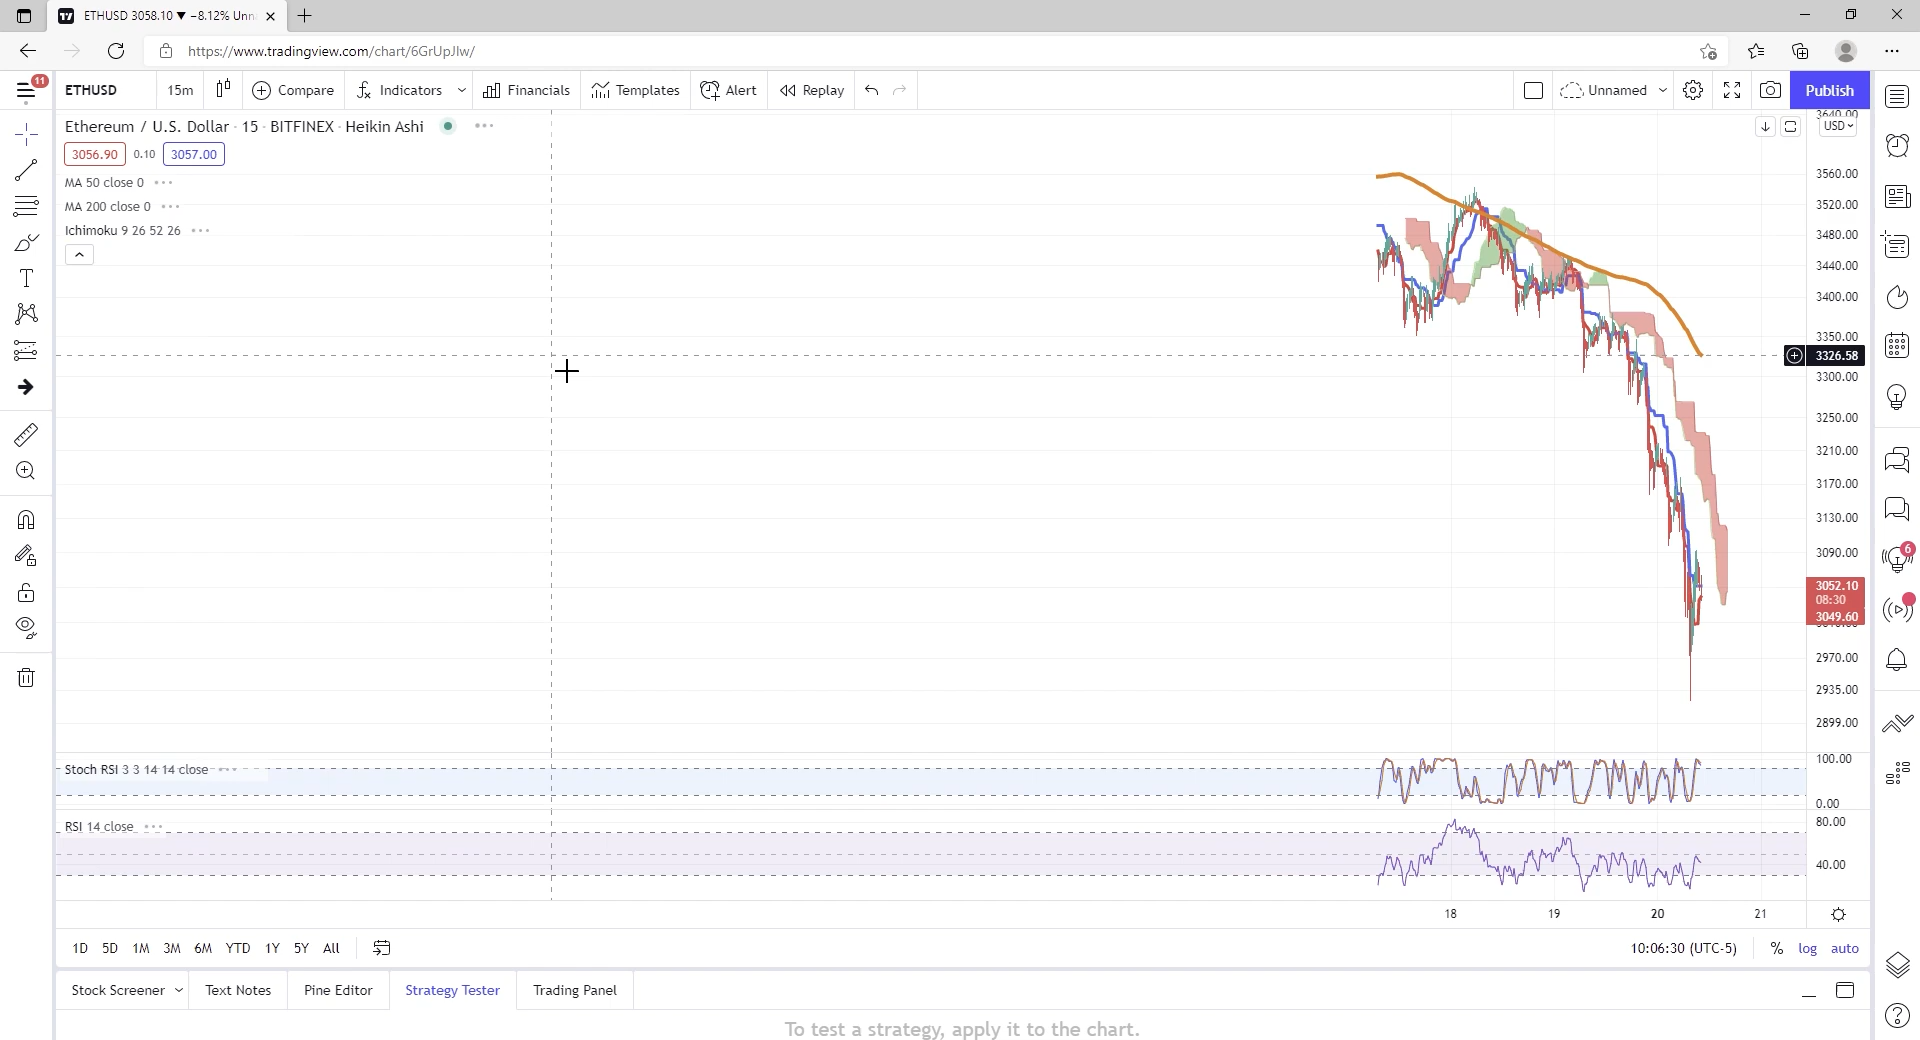 ETHUSD 3058.10 ▼ −8.12% Unn
https://www.tradingview.com/chart/6GrUpJIw/
11
ETHUSD 15m Compare Indicators Financials Templates Alert Replay Unnamed Publish
Ethereum / U.S. Dollar · 15 · BITFINEX · Heikin Ashi
USD
3056.90 0.10 3057.00
MA 50 close 0
MA 200 close 0
Ichimoku 9 26 52 26
3640.00
3560.00
3520.00
3480.00
3440.00
3400.00
3350.00
3326.58
3300.00
3250.00
3210.00
3170.00
3130.00
3090.00
3052.10
08:30
3049.60
2970.00
2935.00
2899.00
6
Stoch RSI 3 3 14 14 close
100.00
0.00
RSI 14 close
80.00
40.00
18 19 20 21
1D 5D 1M 3M 6M YTD 1Y 5Y All 10:06:30 (UTC-5) % log auto
Stock Screener Text Notes Pine Editor Strategy Tester Trading Panel
To test a strategy, apply it to the chart.